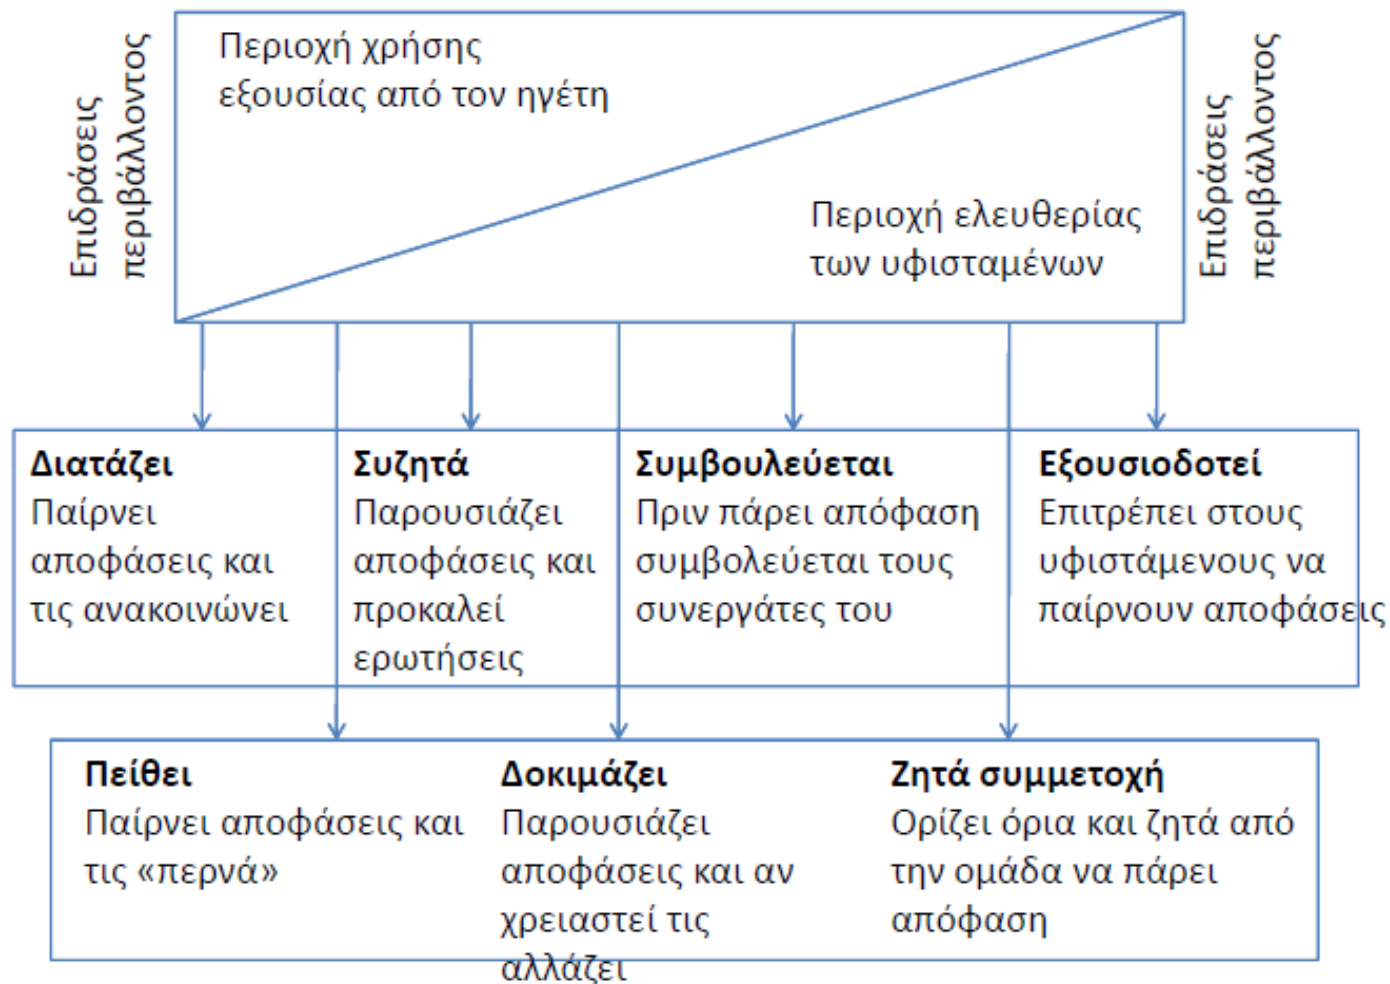 Επιδράσεις
περιβάλλοντος
Περιοχή χρήσης
εξουσίας από τον ηγέτη
Περιοχή ελευθερίας
των υφισταμένων
Επιδράσεις
περιβάλλοντος
Διατάζει
Παίρνει
αποφάσεις και
τις ανακοινώνει
Συζητά
Παρουσιάζει
αποφάσεις και
προκαλεί
ερωτήσεις
Συμβουλεύεται
Πριν πάρει απόφαση
συμβολεύεται τους
συνεργάτες του
Εξουσιοδοτεί
Επιτρέπει στους
υφιστάμενους να
παίρνουν αποφάσεις
Πείθει
Παίρνει αποφάσεις και
τις «περνά»
Δοκιμάζει
Παρουσιάζει
αποφάσεις και αν
χρειαστεί τις
αλλάζει
Ζητά συμμετοχή
Ορίζει όρια και ζητά από
την ομάδα να πάρει
απόφαση